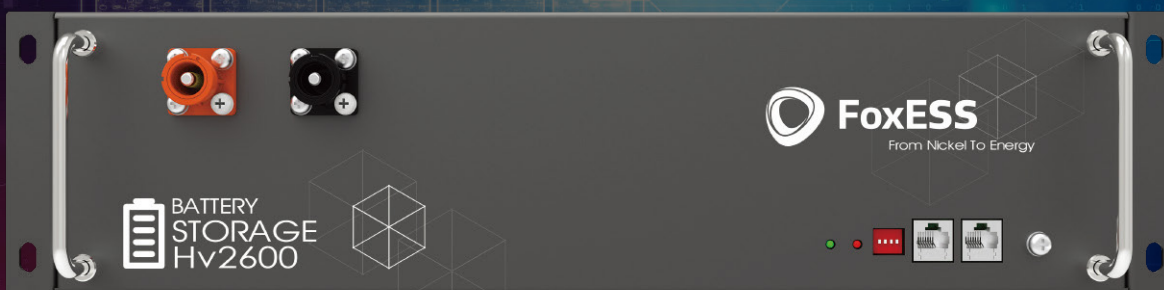 FoxESS
From Nickel To Energy
BATTERY
STORAGE
Hv2600